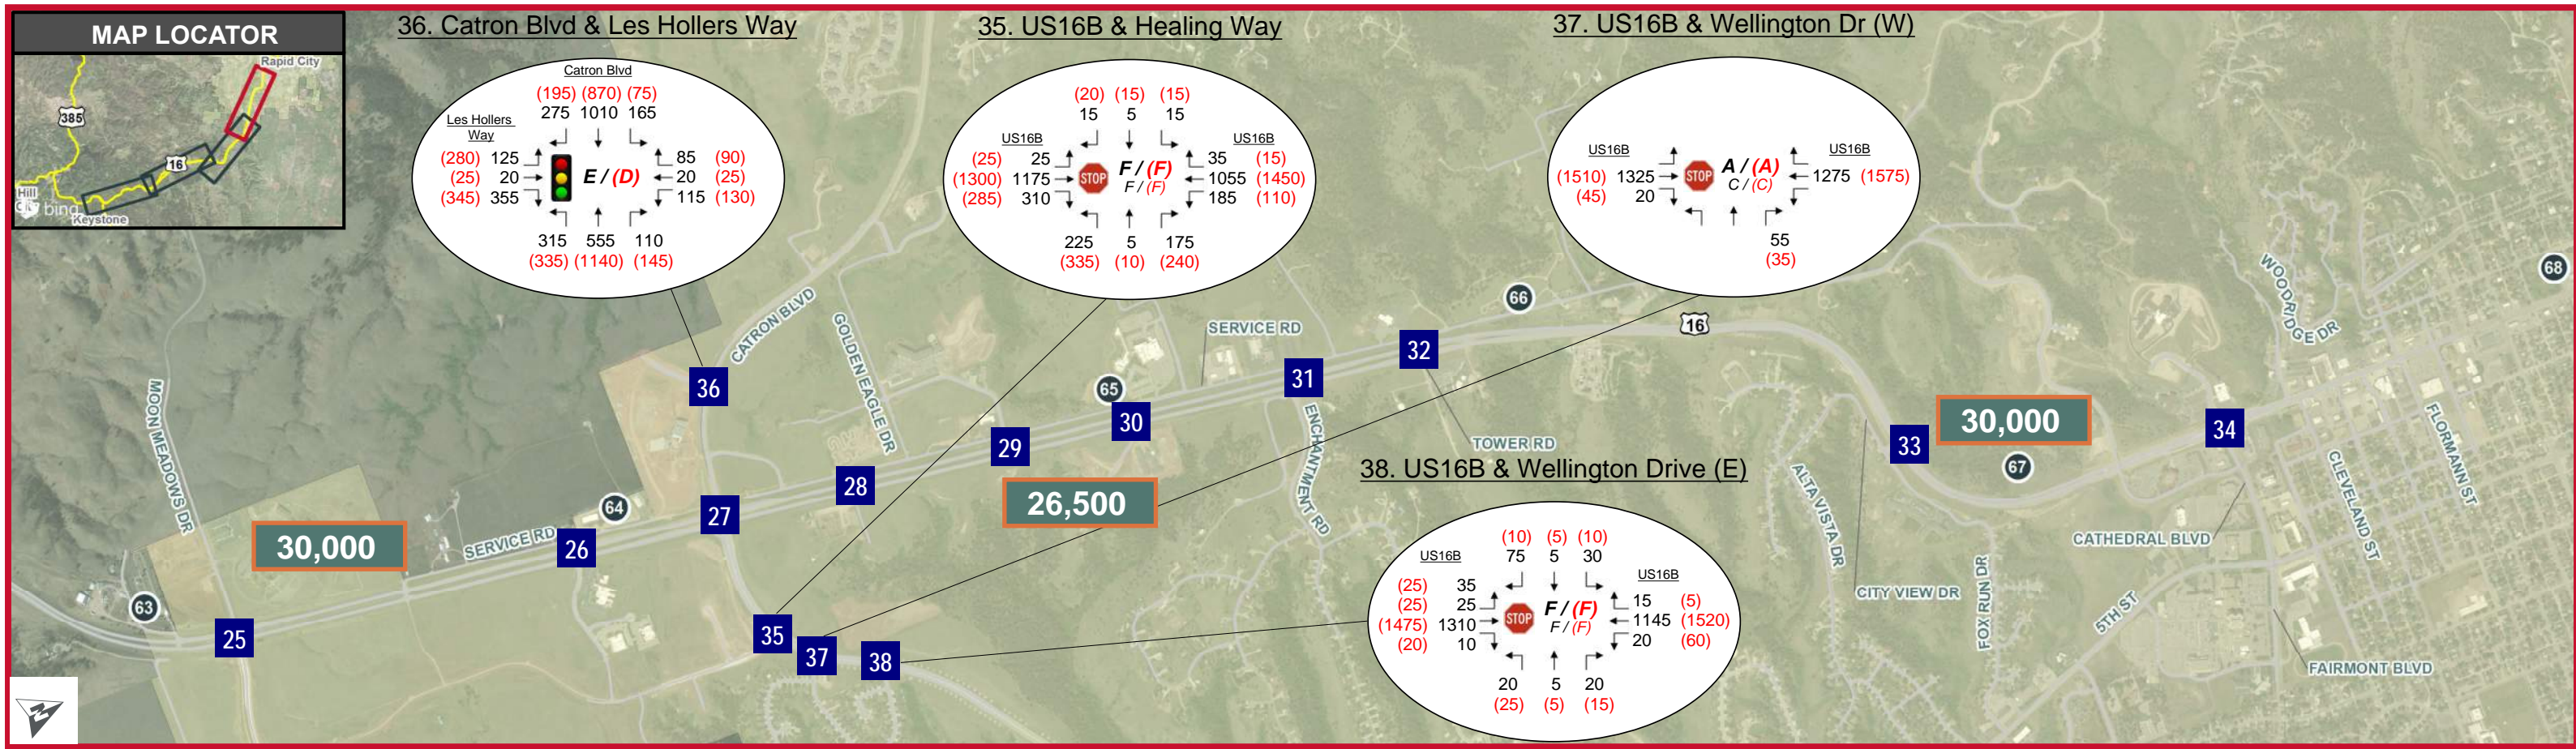 MAP LOCATOR
Rapid City
385
16
Hill
bing
Keystone
36. Catron Blvd & Les Hollers Way
Catron Blvd
(195) (870) (75)
275 1010 165
Les Hollers
Way
(280) 125
(25) 20
(345) 355
E / (D)
85 (90)
20 (25)
115 (130)
315 555 110
(335) (1140) (145)
35. US16B & Healing Way
(20) (15) (15)
15 5 15
US16B
US16B
(25) 25
(1300) 1175
(285) 310
STOP
F / (F)
F / (F)
35 (15)
1055 (1450)
185 (110)
225 5 175
(335) (10) (240)
37. US16B & Wellington Dr (W)
US16B
US16B
(1510) 1325
(45) 20
STOP
A / (A)
C / (C)
1275 (1575)
55
(35)
38. US16B & Wellington Drive (E)
(10) (5) (10)
75 5 30
US16B
US16B
(25) 35
(25) 25
(1475) 1310
(20) 10
STOP
F / (F)
F / (F)
15 (5)
1145 (1520)
20 (60)
20 5 20
(25) (5) (15)
MOON MEADOWS DR
63
25
30,000
SERVICE RD
64
26
36
CATRON BLVD
27
GOLDEN EAGLE DR
28
35
37
38
29
65
30
26,500
SERVICE RD
31
ENCHANTMENT RD
32
66
TOWER RD
16
ALTA VISTA DR
CITY VIEW DR
33
30,000
67
FOX RUN DR
34
CATHEDRAL BLVD
5TH ST
FAIRMONT BLVD
CLEVELAND ST
FLORMANN ST
WOODRIDGE DR
68
N